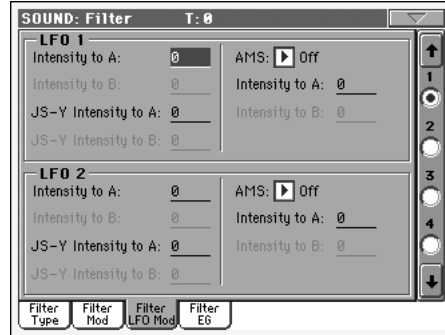 SOUND: Filter T:0
LFO 1
Intensity to A: 0 AMS: Off
Intensity to B: 0 Intensity to A: 0
JS-Y Intensity to A: 0 Intensity to B: 0
JS-Y Intensity to B: 0
LFO 2
Intensity to A: 0 AMS: Off
Intensity to B: 0 Intensity to A: 0
JS-Y Intensity to A: 0 Intensity to B: 0
JS-Y Intensity to B: 0
1
2
3
4
Filter Type Filter Mod Filter LFO Mod Filter EG